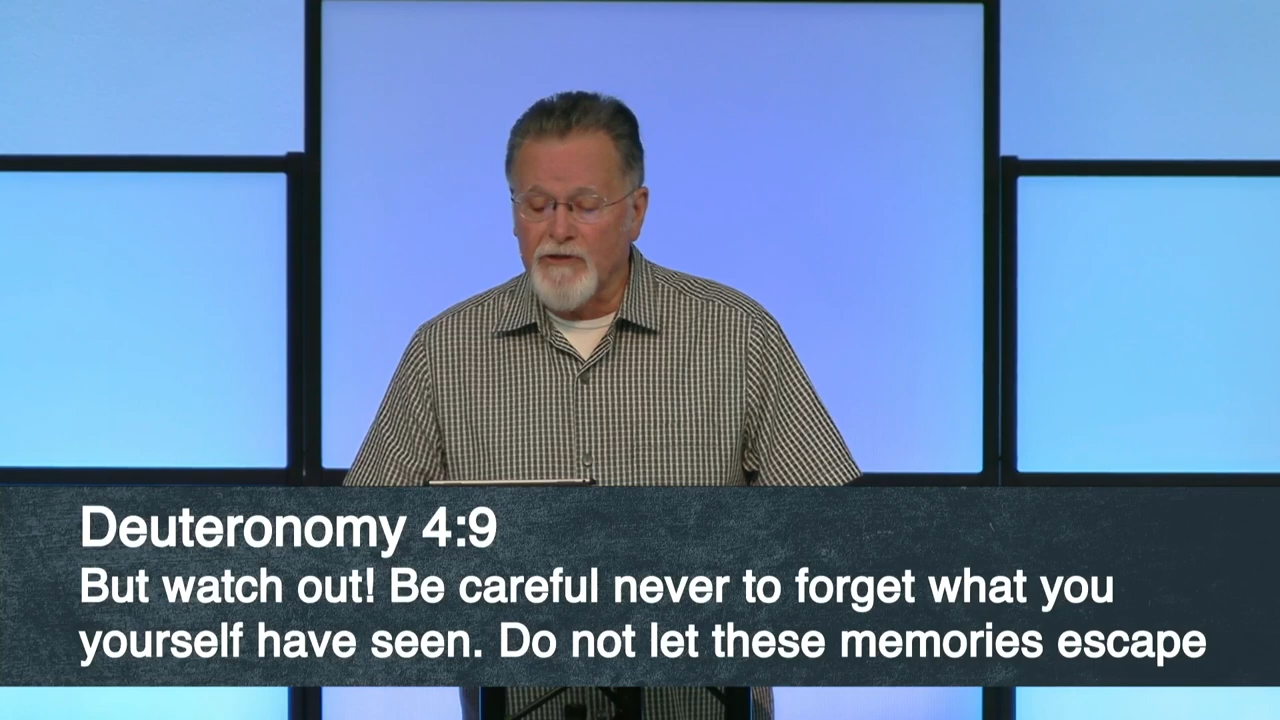 Deuteronomy 4:9
But watch out! Be careful never to forget what you
yourself have seen. Do not let these memories escape